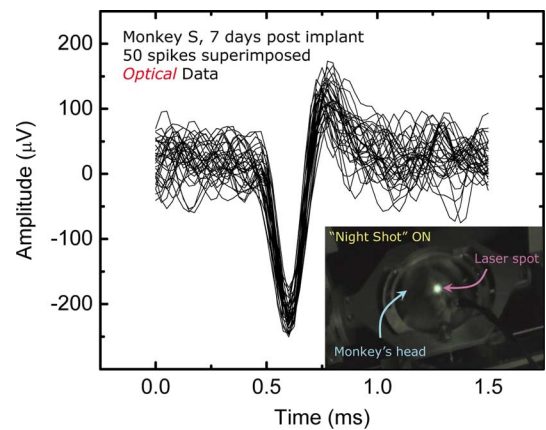 Monkey S, 7 days post implant
50 spikes superimposed
Optical Data
200
100
0
-100
-200
Amplitude (μV)
"Night Shot" ON
Laser spot
Monkey's head
0.0 0.5 1.0 1.5
Time (ms)